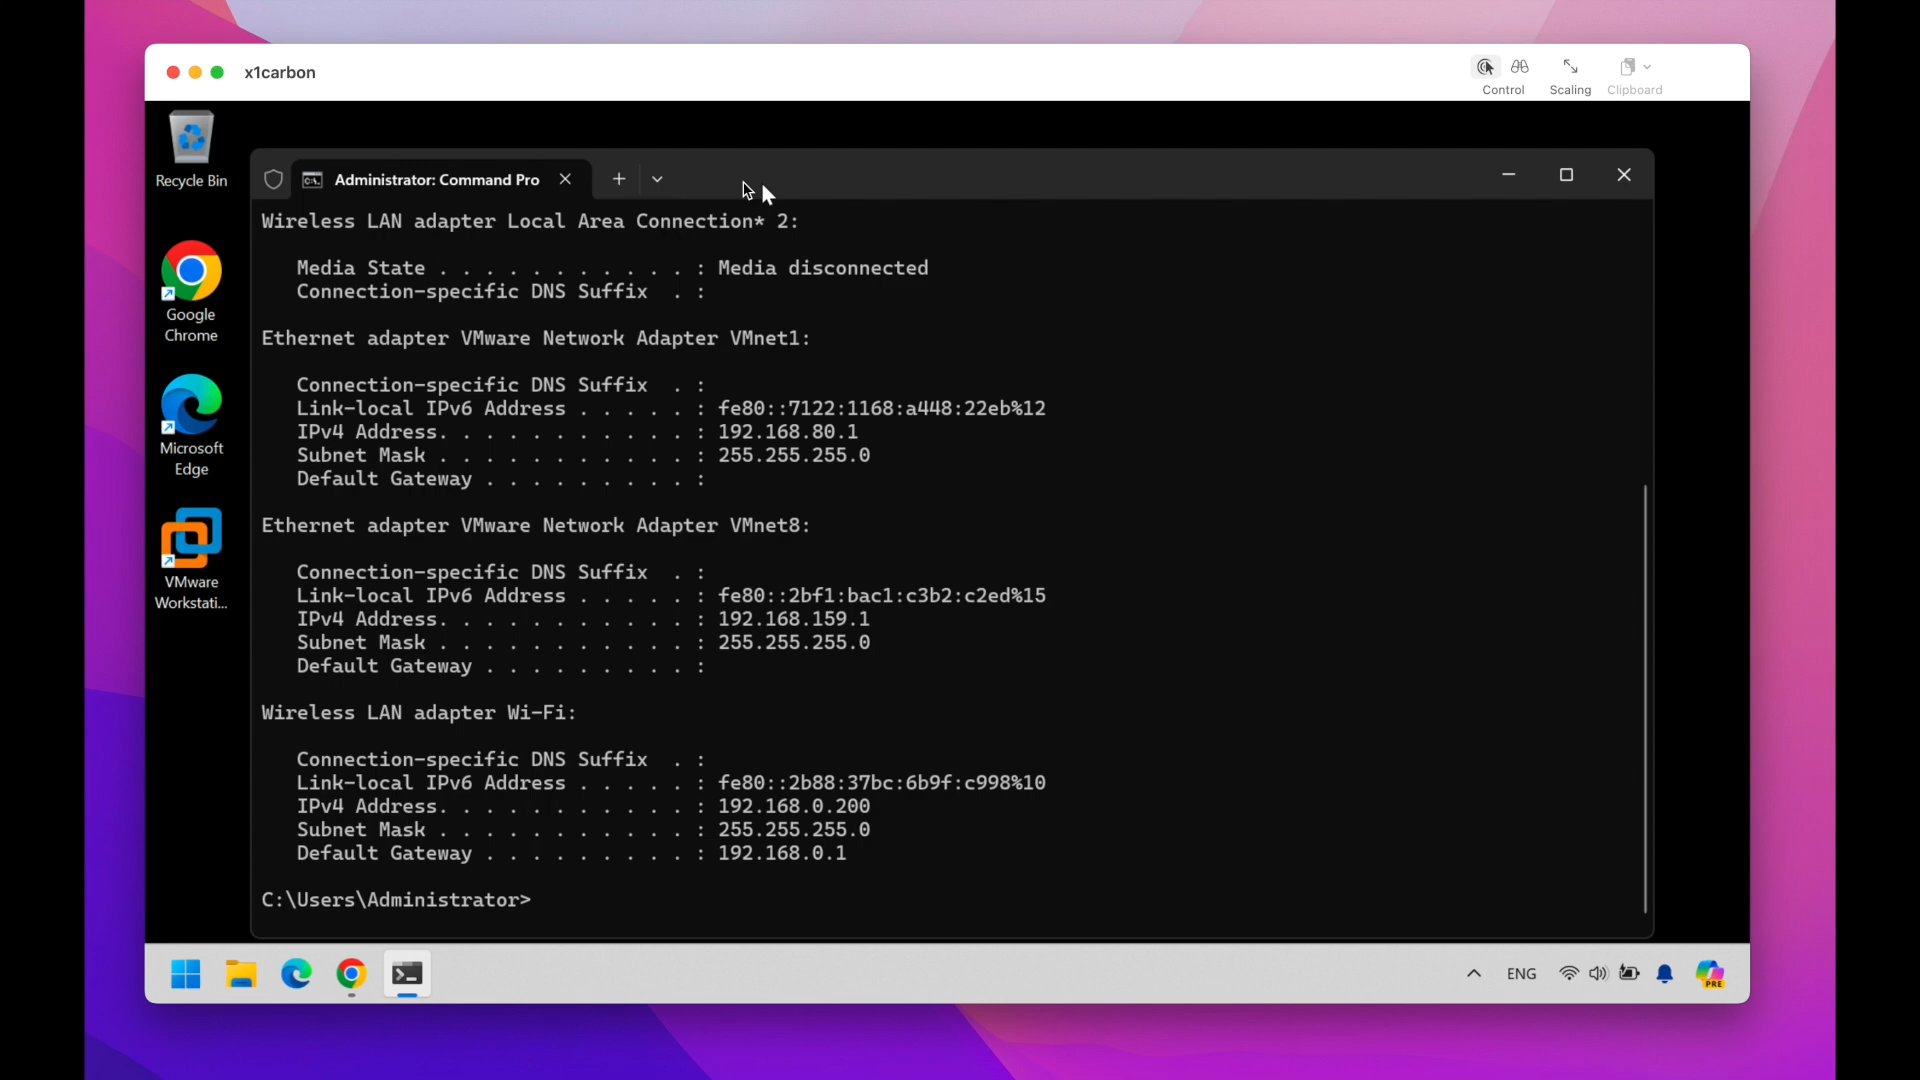 x1carbon
Control
Scaling
Clipboard
Recycle Bin
Google
Chrome
Microsoft
Edge
VMware
Workstati...
Administrator: Command Pro
Wireless LAN adapter Local Area Connection* 2:
Media State . . . . . . . . . . . : Media disconnected
Connection-specific DNS Suffix  . :
Ethernet adapter VMware Network Adapter VMnet1:
Connection-specific DNS Suffix  . :
Link-local IPv6 Address . . . . . : fe80::7122:1168:a448:22eb%12
IPv4 Address. . . . . . . . . . . : 192.168.80.1
Subnet Mask . . . . . . . . . . . : 255.255.255.0
Default Gateway . . . . . . . . . :
Ethernet adapter VMware Network Adapter VMnet8:
Connection-specific DNS Suffix  . :
Link-local IPv6 Address . . . . . : fe80::2bf1:bac1:c3b2:c2ed%15
IPv4 Address. . . . . . . . . . . : 192.168.159.1
Subnet Mask . . . . . . . . . . . : 255.255.255.0
Default Gateway . . . . . . . . . :
Wireless LAN adapter Wi-Fi:
Connection-specific DNS Suffix  . :
Link-local IPv6 Address . . . . . : fe80::2b88:37bc:6b9f:c998%10
IPv4 Address. . . . . . . . . . . : 192.168.0.200
Subnet Mask . . . . . . . . . . . : 255.255.255.0
Default Gateway . . . . . . . . . : 192.168.0.1
C:\Users\Administrator>
ENG
PRE